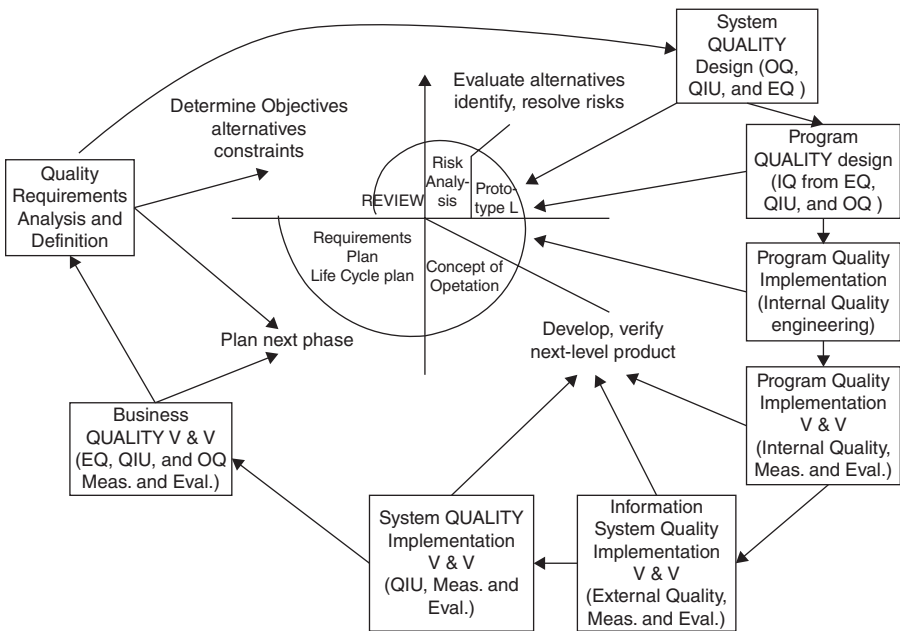 System
QUALITY
Design (OQ,
QIU, and EQ )
Evaluate alternatives
identify, resolve risks
Determine Objectives
alternatives
constraints
Program
QUALITY design
(IQ from EQ,
QIU, and OQ )
Quality
Requirements
Analysis and
Definition
Risk
Analy-
sis
Proto-
type L
REVIEW
Requirements
Plan
Life Cycle plan
Concept of
Opetation
Program Quality
Implementation
(Internal Quality
engineering)
Plan next phase
Develop, verify
next-level product
Program Quality
Implementation
V & V
(Internal Quality,
Meas. and Eval.)
Business
QUALITY V & V
(EQ, QIU, and OQ
Meas. and Eval.)
System QUALITY
Implementation
V & V
(QIU, Meas. and
Eval.)
Information
System Quality
Implementation
V & V
(External Quality,
Meas. and Eval.)